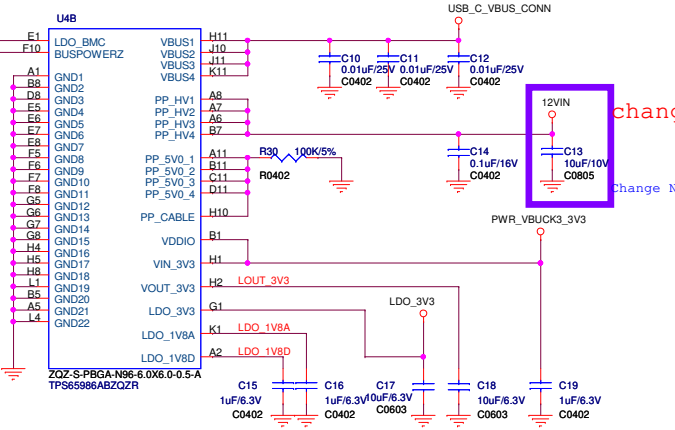 USB_C_VBUS_CONN
U4B
E1 LDO_BMC VBUS1 H11
F10 BUSPOWERZ VBUS2 J10
VBUS3 J11
VBUS4 K11
C10 C11 C12
0.01uF/25V 0.01uF/25V 0.01uF/25V
C0402 C0402 C0402
A1 GND1
B8 GND2
D8 GND3
E5 GND4
E6 GND5
E7 GND6
E8 GND7
F5 GND8
F6 GND9
F7 GND10
F8 GND11
G5 GND12
G6 GND13
G7 GND14
G8 GND15
H4 GND16
H5 GND17
H8 GND18
L1 GND19
B5 GND20
A5 GND21
L4 GND22
PP_HV1 A8
PP_HV2 A7
PP_HV3 A6
PP_HV4 B7
12VIN
chang
C14
0.1uF/16V
C0402
C13
10uF/10V
C0805
Change N
PP_5V0_1 A11
PP_5V0_2 B11
PP_5V0_3 C11
PP_5V0_4 D11
R30 100K/5%
R0402
PP_CABLE H10
PWR_VBUCK3_3V3
VDDIO B1
VIN_3V3 H1
VOUT_3V3 H2 LOUT_3V3
LDO_3V3 G1
LDO_3V3
LDO_1V8A K1 LDO_1V8A
LDO_1V8D A2 LDO_1V8D
ZQZ-S-PBGA-N96-6.0X6.0-0.5-A
TPS65986ABZQZR
C15 C16 C17 C18 C19
1uF/6.3V 1uF/6.3V 10uF/6.3V 10uF/6.3V 1uF/6.3V
C0402 C0402 C0603 C0603 C0402